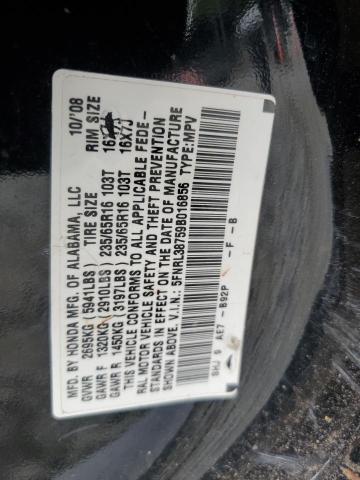 MFD. BY HONDA MFG. OF ALABAMA, LLC 10/'08
GVWR 2695KG (5941LBS) TIRE SIZE RIM SIZE
GAWR F 1320KG (2910LBS) 235/65R16 103T 16X7J
GAWR R 1450KG (3197LBS) 235/65R16 103T 16X7J
THIS VEHICLE CONFORMS TO ALL APPLICABLE FEDE-
RAL MOTOR VEHICLE SAFETY AND THEFT PREVENTION
STANDARDS IN EFFECT ON THE DATE OF MANUFACTURE
SHOWN ABOVE. V.I.N.: 5FNRL38759B016856 TYPE:MPV
SHJ 9 AE7 - B92P - F - B